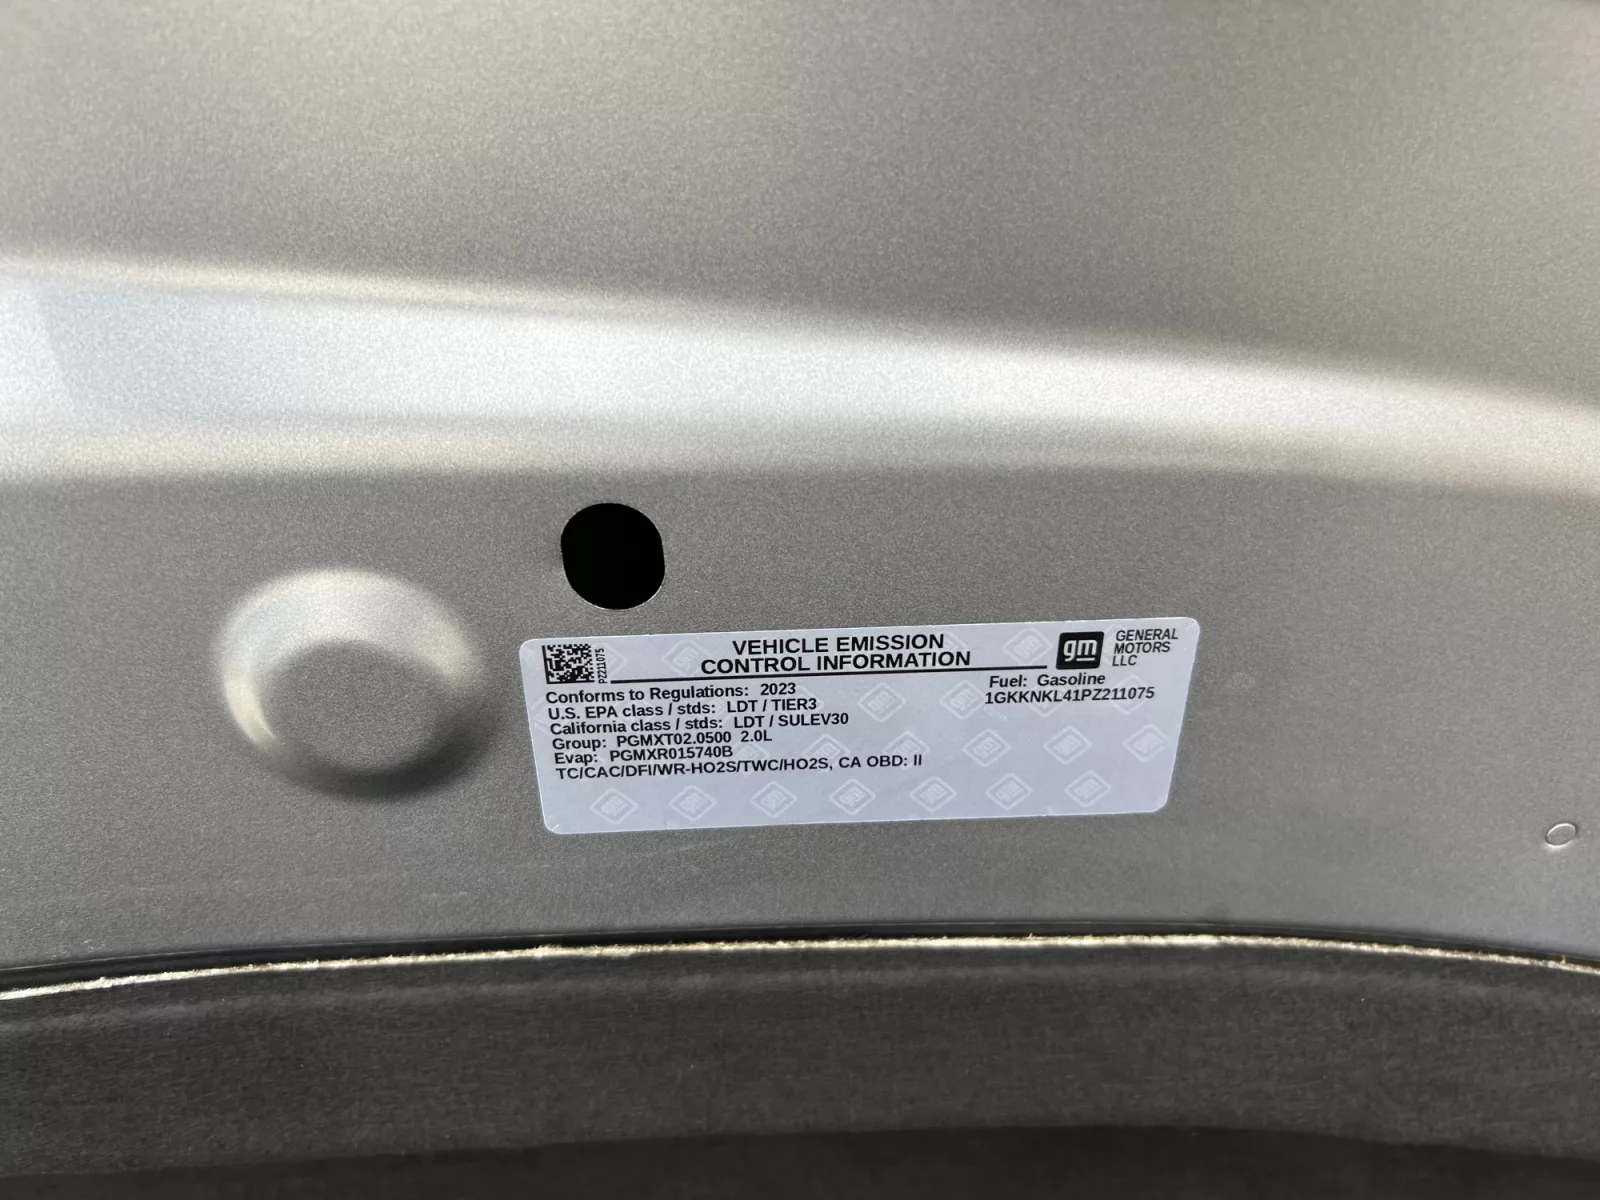 VEHICLE EMISSION
CONTROL INFORMATION
gm
GENERAL
MOTORS
LLC
PZ211075
Conforms to Regulations: 2023
Fuel: Gasoline
U.S. EPA class / stds: LDT / TIER3
1GKKNKL41PZ211075
California class / stds: LDT / SULEV30
Group: PGMXT02.0500 2.0L
Evap: PGMXR015740B
TC/CAC/DFI/WR-HO2S/TWC/HO2S, CA OBD: II